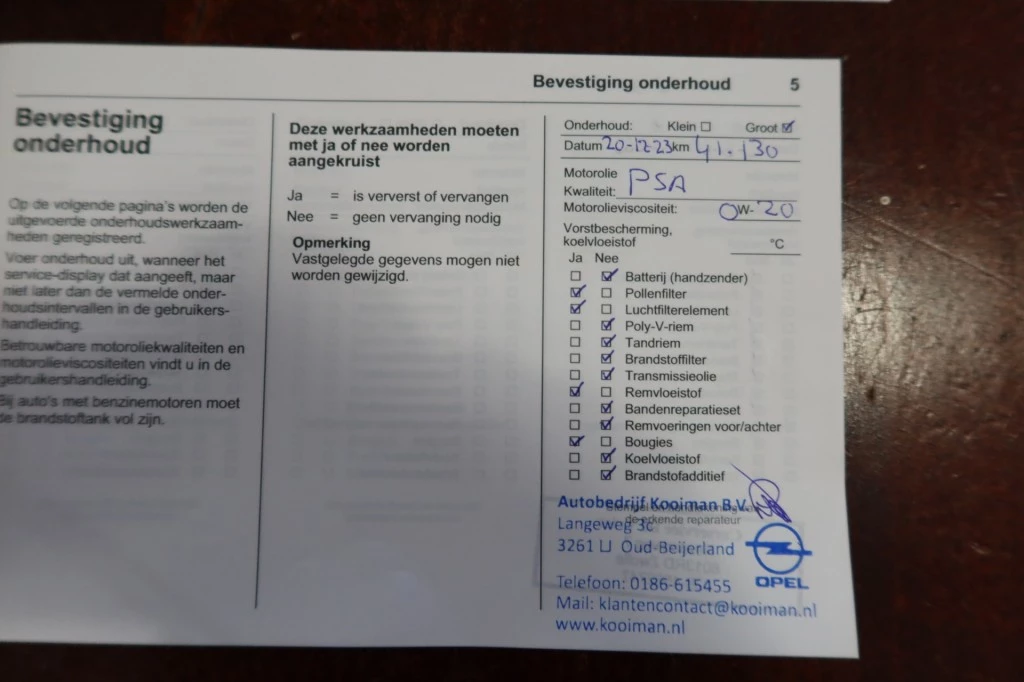 Bevestiging onderhoud 5
Bevestiging
onderhoud
Op de volgende pagina's worden de
uitgevoerde onderhoudswerkzaam-
heden geregistreerd.
Voer onderhoud uit, wanneer het
service-display dat aangeeft, maar
niet later dan de vermelde onder-
houdsintervallen in de gebruikers-
handleiding.
Betrouwbare motoroliekwaliteiten en
motorolieviscositeiten vindt u in de
gebruikershandleiding.
Bij auto's met benzinemotoren moet
de brandstoftank vol zijn.
Deze werkzaamheden moeten
met ja of nee worden
aangekruist
Ja = is ververst of vervangen
Nee = geen vervanging nodig
Opmerking
Vastgelegde gegevens mogen niet
worden gewijzigd.
Onderhoud: Klein ☐ Groot ☑
Datum 20-12-23 km 41.130
Motorolie
Kwaliteit: PSA
Motorolieviscositeit: 0W-20
Vorstbescherming,
koelvloeistof °C
Ja Nee
☐ ☑ Batterij (handzender)
☑ ☐ Pollenfilter
☑ ☐ Luchtfilterelement
☐ ☑ Poly-V-riem
☐ ☑ Tandriem
☐ ☑ Brandstoffilter
☐ ☑ Transmissieolie
☑ ☐ Remvloeistof
☐ ☑ Bandenreparatieset
☐ ☑ Remvoeringen voor/achter
☑ ☐ Bougies
☐ ☑ Koelvloeistof
☐ ☑ Brandstofadditief
Autobedrijf Kooiman B.V.
de erkende reparateur
Langeweg 3c
3261 LJ Oud-Beijerland
OPEL
Telefoon: 0186-615455
Mail: klantencontact@kooiman.nl
www.kooiman.nl